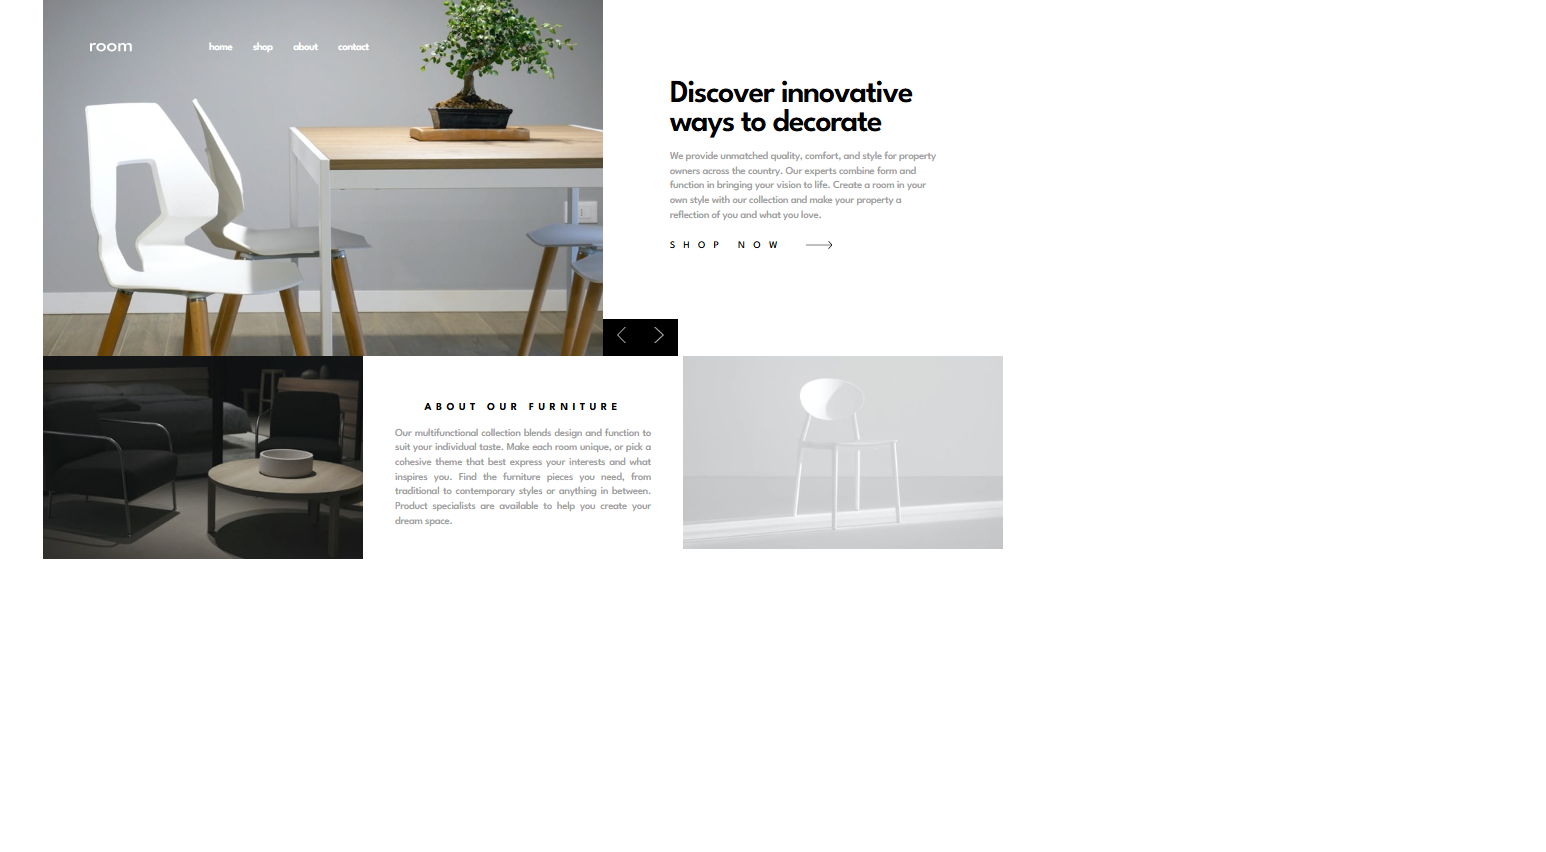 room
home shop about contact
Discover innovative
ways to decorate
We provide unmatched quality, comfort, and style for property
owners across the country. Our experts combine form and
function in bringing your vision to life. Create a room in your
own style with our collection and make your property a
reflection of you and what you love.
SHOP NOW
ABOUT OUR FURNITURE
Our multifunctional collection blends design and function to
suit your individual taste. Make each room unique, or pick a
cohesive theme that best express your interests and what
inspires you. Find the furniture pieces you need, from
traditional to contemporary styles or anything in between.
Product specialists are available to help you create your
dream space.